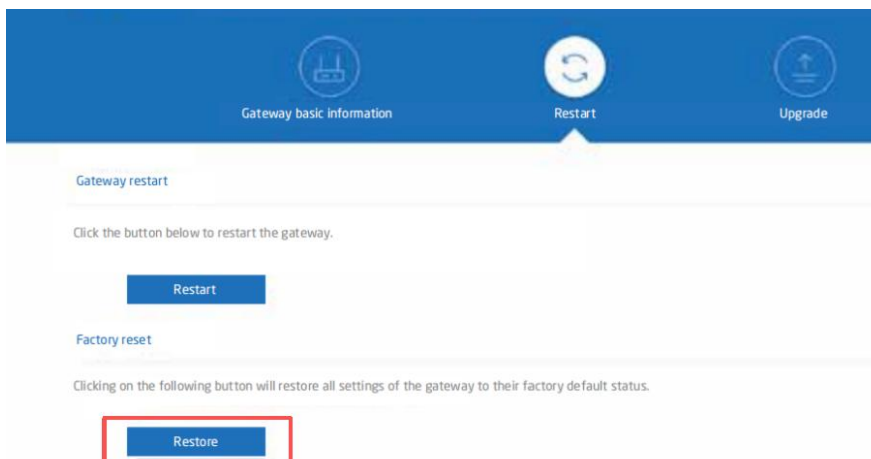 Gateway basic information
Restart
Upgrade
Gateway restart
Click the button below to restart the gateway.
Restart
Factory reset
Clicking on the following button will restore all settings of the gateway to their factory default status.
Restore